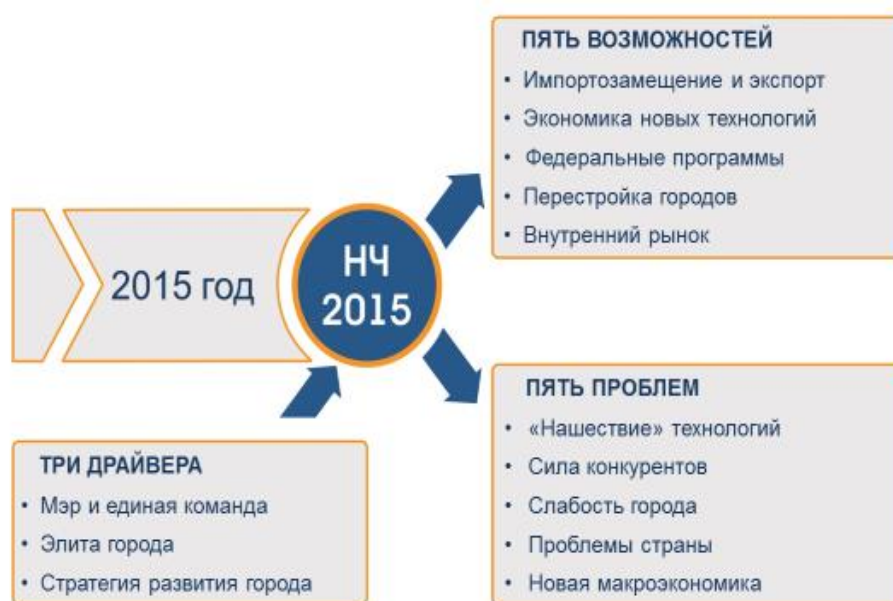 ПЯТЬ ВОЗМОЖНОСТЕЙ
• Импортозамещение и экспорт
• Экономика новых технологий
• Федеральные программы
• Перестройка городов
• Внутренний рынок
2015 год
НЧ
2015
ПЯТЬ ПРОБЛЕМ
• «Нашествие» технологий
• Сила конкурентов
• Слабость города
• Проблемы страны
• Новая макроэкономика
ТРИ ДРАЙВЕРА
• Мэр и единая команда
• Элита города
• Стратегия развития города